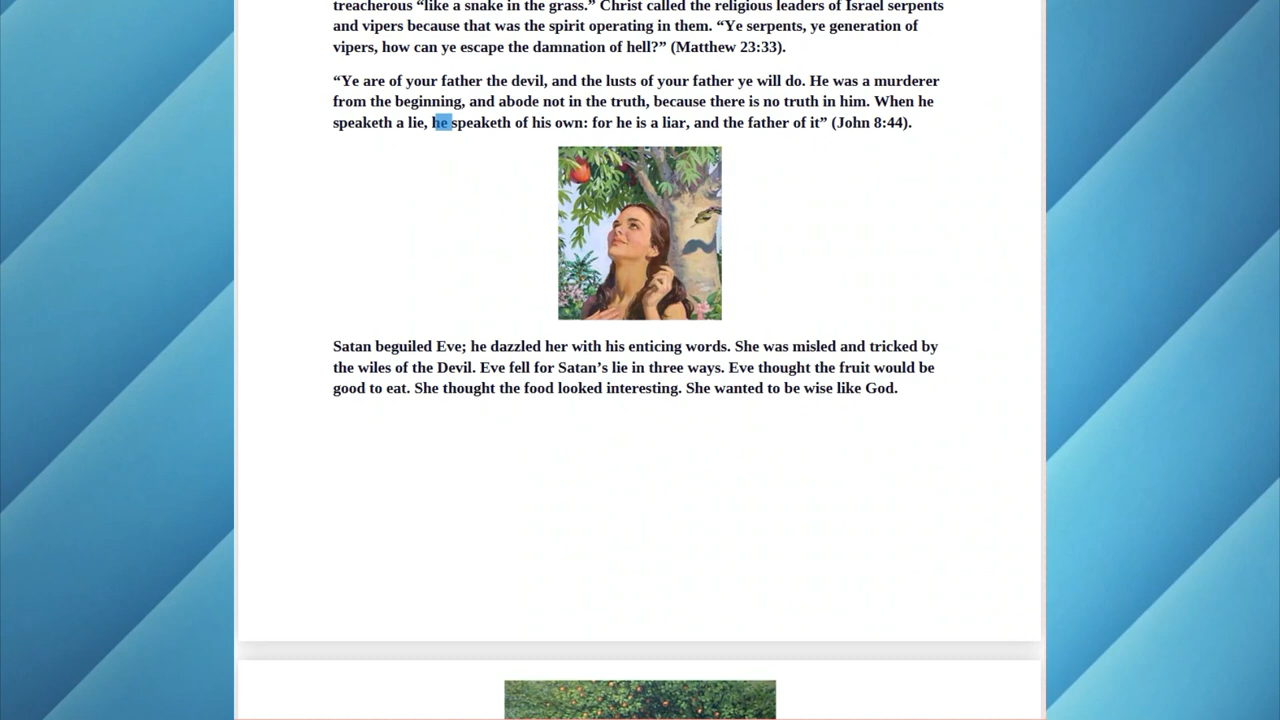 treacherous “like a snake in the grass.” Christ called the religious leaders of Israel serpents
and vipers because that was the spirit operating in them. “Ye serpents, ye generation of
vipers, how can ye escape the damnation of hell?” (Matthew 23:33).
“Ye are of your father the devil, and the lusts of your father ye will do. He was a murderer
from the beginning, and abode not in the truth, because there is no truth in him. When he
speaketh a lie, he speaketh of his own: for he is a liar, and the father of it” (John 8:44).
Satan beguiled Eve; he dazzled her with his enticing words. She was misled and tricked by
the wiles of the Devil. Eve fell for Satan’s lie in three ways. Eve thought the fruit would be
good to eat. She thought the food looked interesting. She wanted to be wise like God.